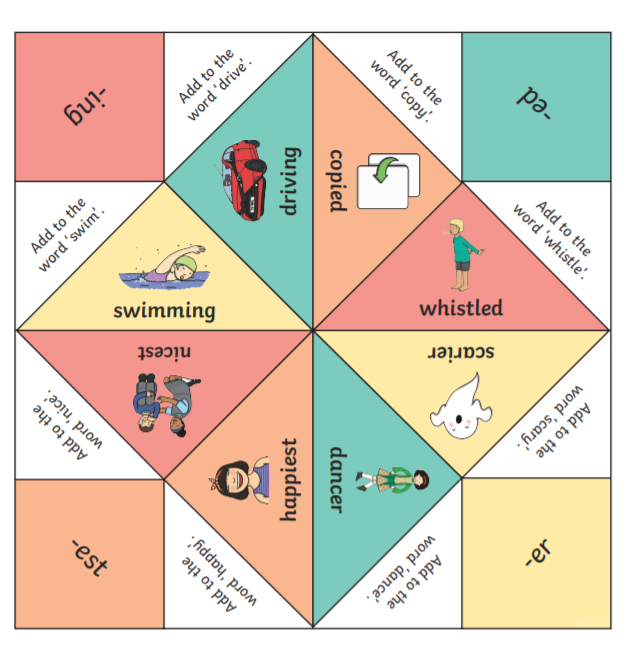 -ing
Add to the
word 'drive'.
Add to the
word 'copy'.
-ed
driving
copied
Add to the
word 'swim'.
Add to the
word 'whistle'.
swimming
whistled
nicest
scarier
Add to the
word 'nice'.
happiest
dancer
Add to the
word 'scary'.
-est
Add to the
word 'happy'.
Add to the
word 'dance'.
-er